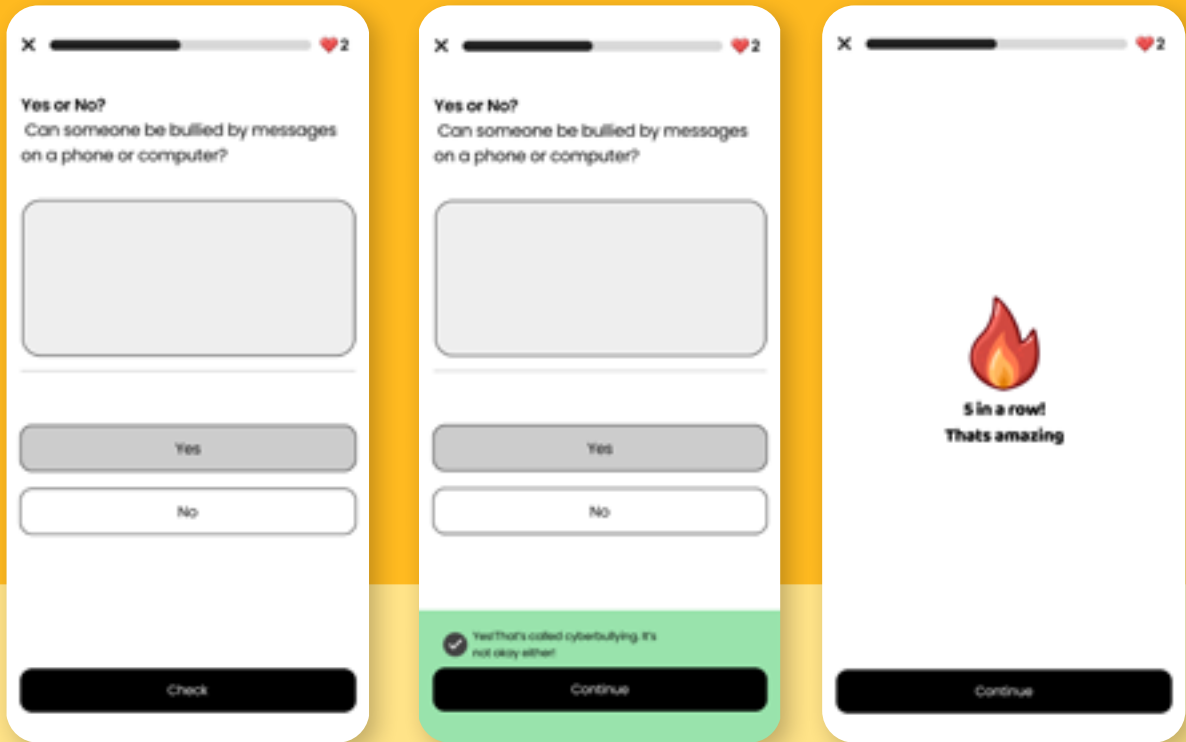 2
Yes or No?
Can someone be bullied by messages
on a phone or computer?
Yes
No
Check
2
Yes or No?
Can someone be bullied by messages
on a phone or computer?
Yes
No
Yes!That's called cyberbullying. It's
not okay either!
Continue
2
5 in a row!
Thats amazing
Continue